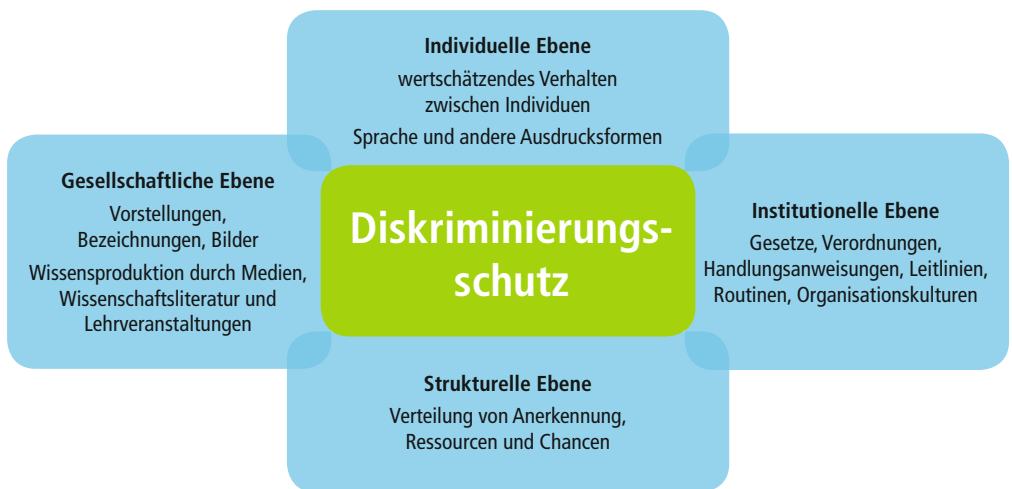 Individuelle Ebene
wertschätzendes Verhalten
zwischen Individuen
Sprache und andere Ausdrucksformen
Gesellschaftliche Ebene
Vorstellungen,
Bezeichnungen, Bilder
Wissensproduktion durch Medien,
Wissenschaftsliteratur und
Lehrveranstaltungen
Diskriminierungs-
schutz
Institutionelle Ebene
Gesetze, Verordnungen,
Handlungsanweisungen, Leitlinien,
Routinen, Organisationskulturen
Strukturelle Ebene
Verteilung von Anerkennung,
Ressourcen und Chancen